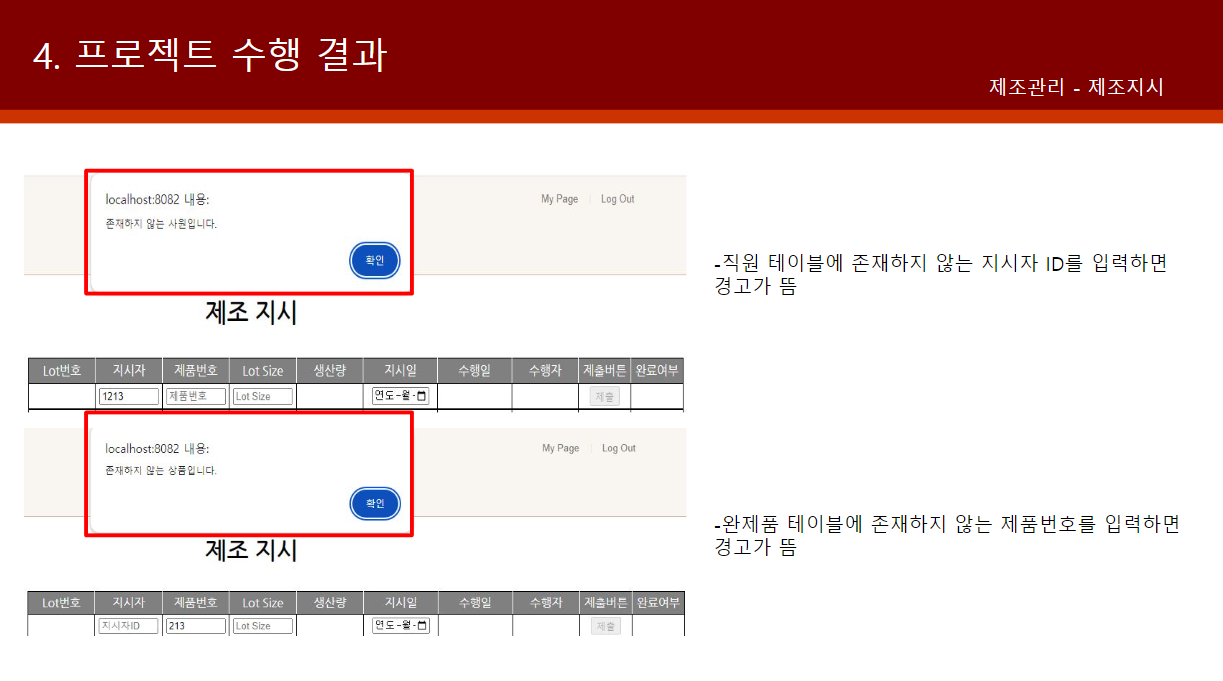 4. 프로젝트 수행 결과
제조관리 - 제조지시
localhost:8082 내용:
존재하지 않는 사원입니다.
확인
My Page Log Out
제조 지시
Lot번호 지시자 제품번호 Lot Size 생산량 지시일 수행일 수행자 제출버튼 완료여부
1213 제품번호 Lot Size 연도-월- 제출
-직원 테이블에 존재하지 않는 지시자 ID를 입력하면
경고가 뜸
localhost:8082 내용:
존재하지 않는 상품입니다.
확인
My Page Log Out
제조 지시
Lot번호 지시자 제품번호 Lot Size 생산량 지시일 수행일 수행자 제출버튼 완료여부
지시자ID 213 Lot Size 연도-월- 제출
-완제품 테이블에 존재하지 않는 제품번호를 입력하면
경고가 뜸